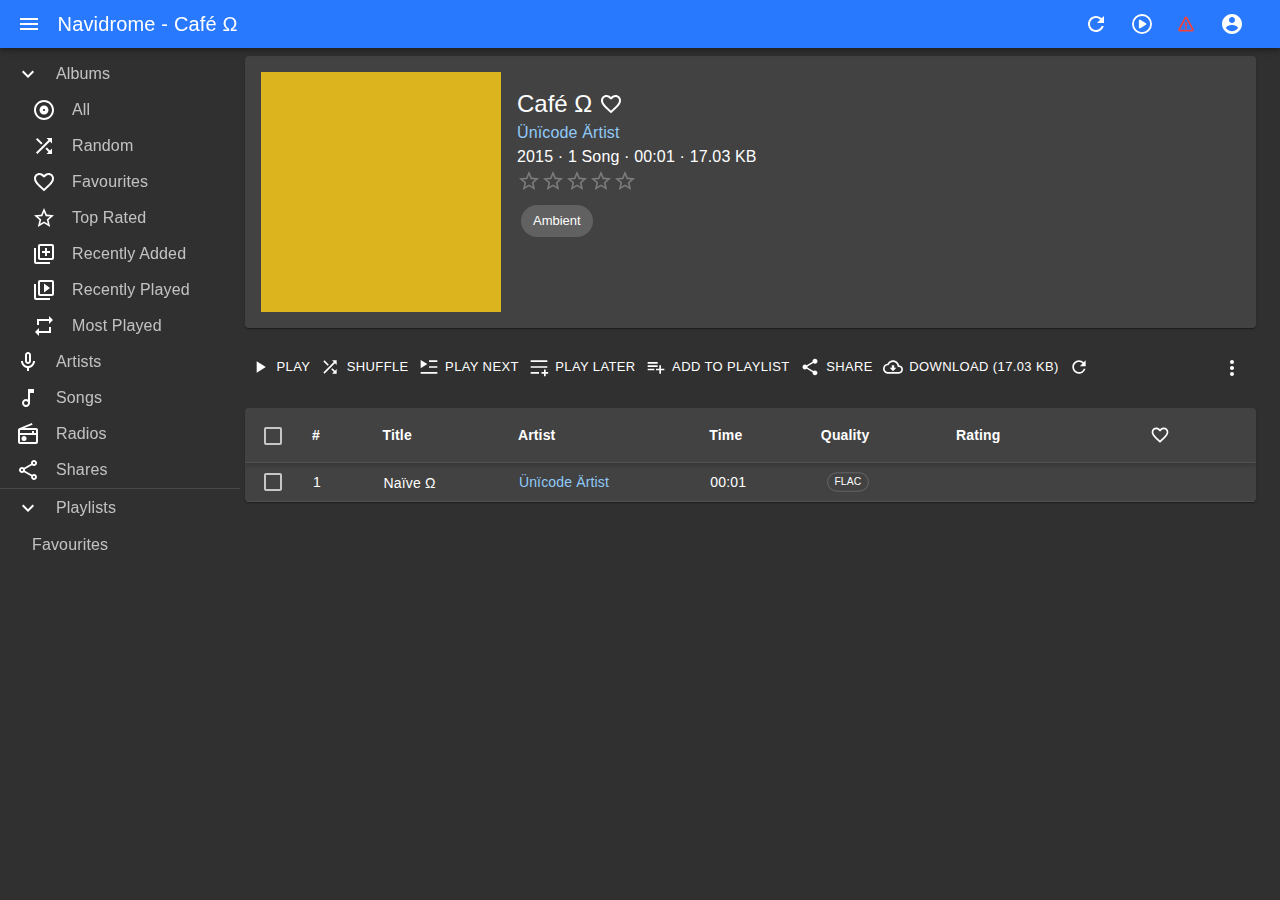 Navidrome - Café Ω
Albums
All
Random
Favourites
Top Rated
Recently Added
Recently Played
Most Played
Artists
Songs
Radios
Shares
Playlists
Favourites
Café Ω
Ünïcode Ärtist
2015 · 1 Song · 00:01 · 17.03 KB
Ambient
PLAY SHUFFLE PLAY NEXT PLAY LATER ADD TO PLAYLIST SHARE DOWNLOAD (17.03 KB)
# Title Artist Time Quality Rating
1 Naïve Ω Ünïcode Ärtist 00:01 FLAC